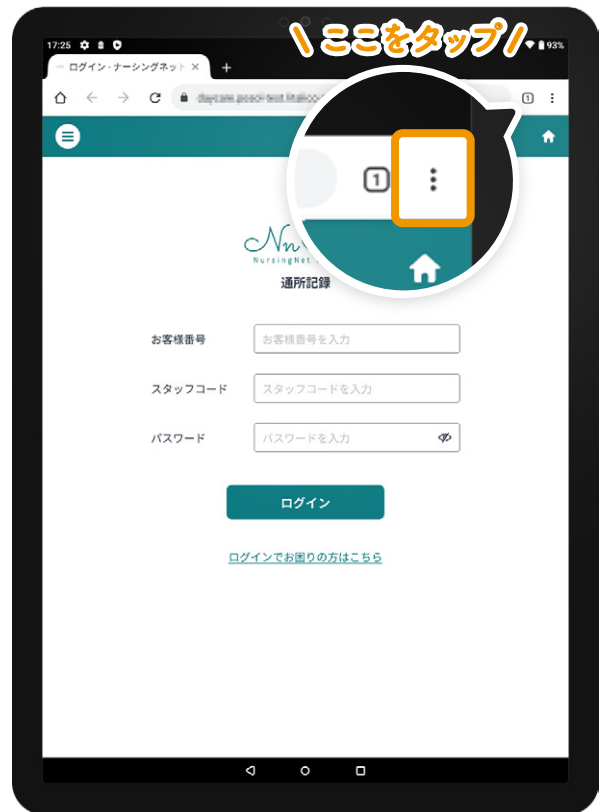 ここをタップ
17:25
93%
ログイン - ナーシングネット
1
1
NursingNet
通所記録
お客様番号
お客様番号を入力
スタッフコード
スタッフコードを入力
パスワード
パスワードを入力
ログイン
ログインでお困りの方はこちら